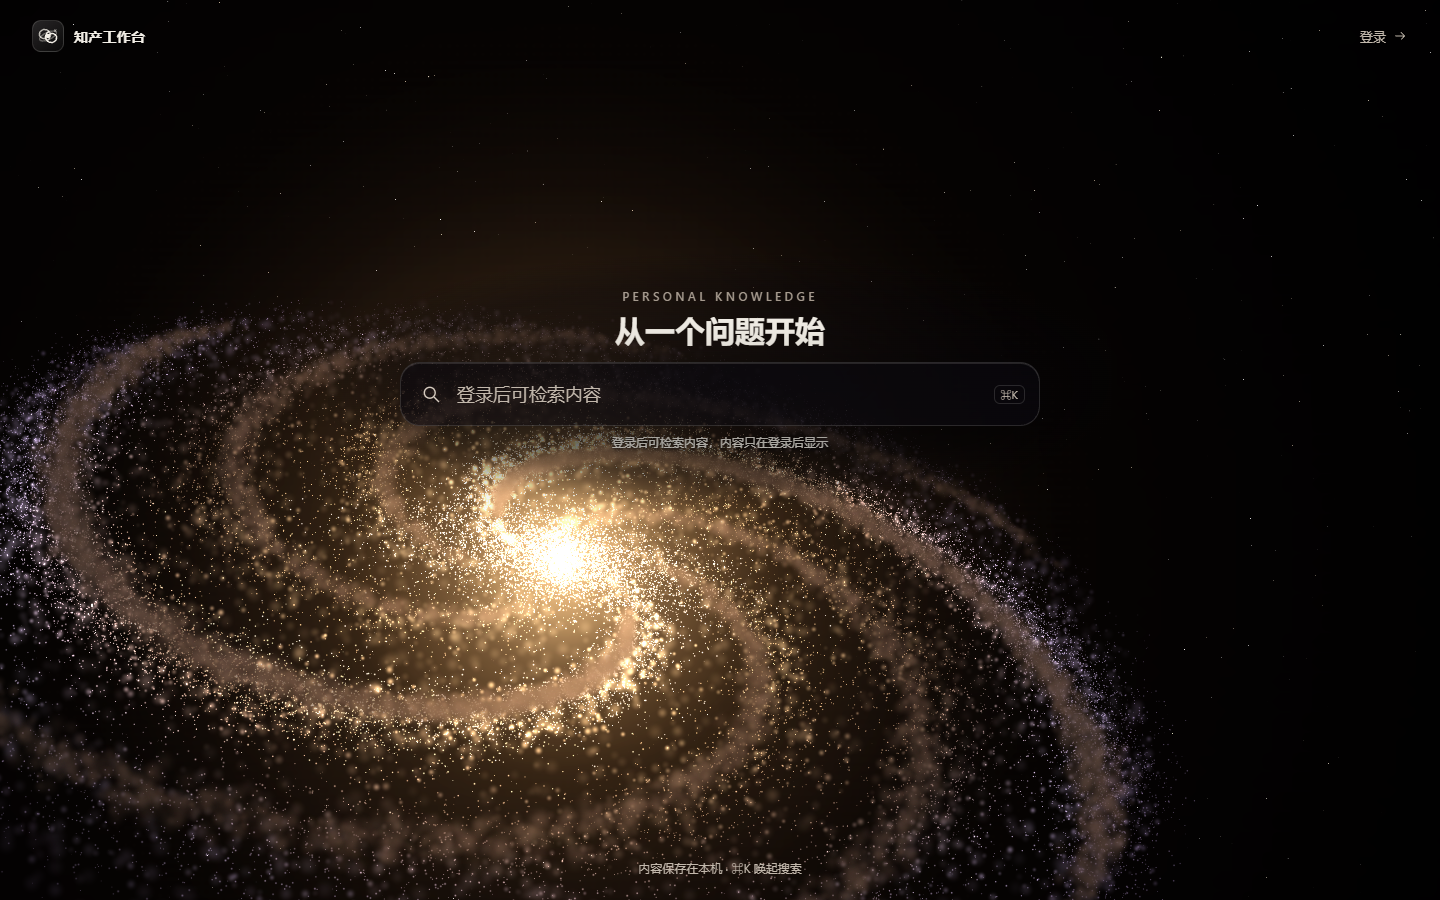 知产工作台
登录 →
PERSONAL KNOWLEDGE
从一个问题开始
登录后可检索内容
⌘K
登录后可检索内容，内容只在登录后显示
内容保存在本机 · ⌘K 唤起搜索